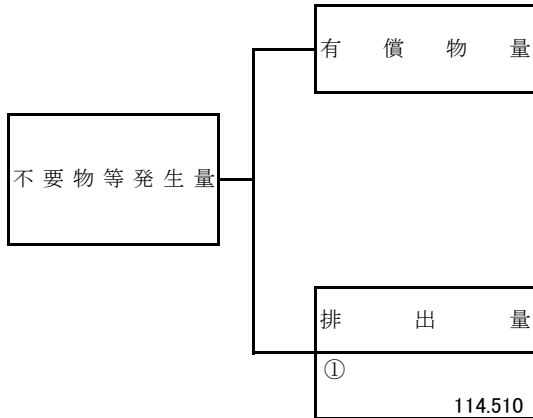 有償物量
不要物等発生量
排出量
①
114.510